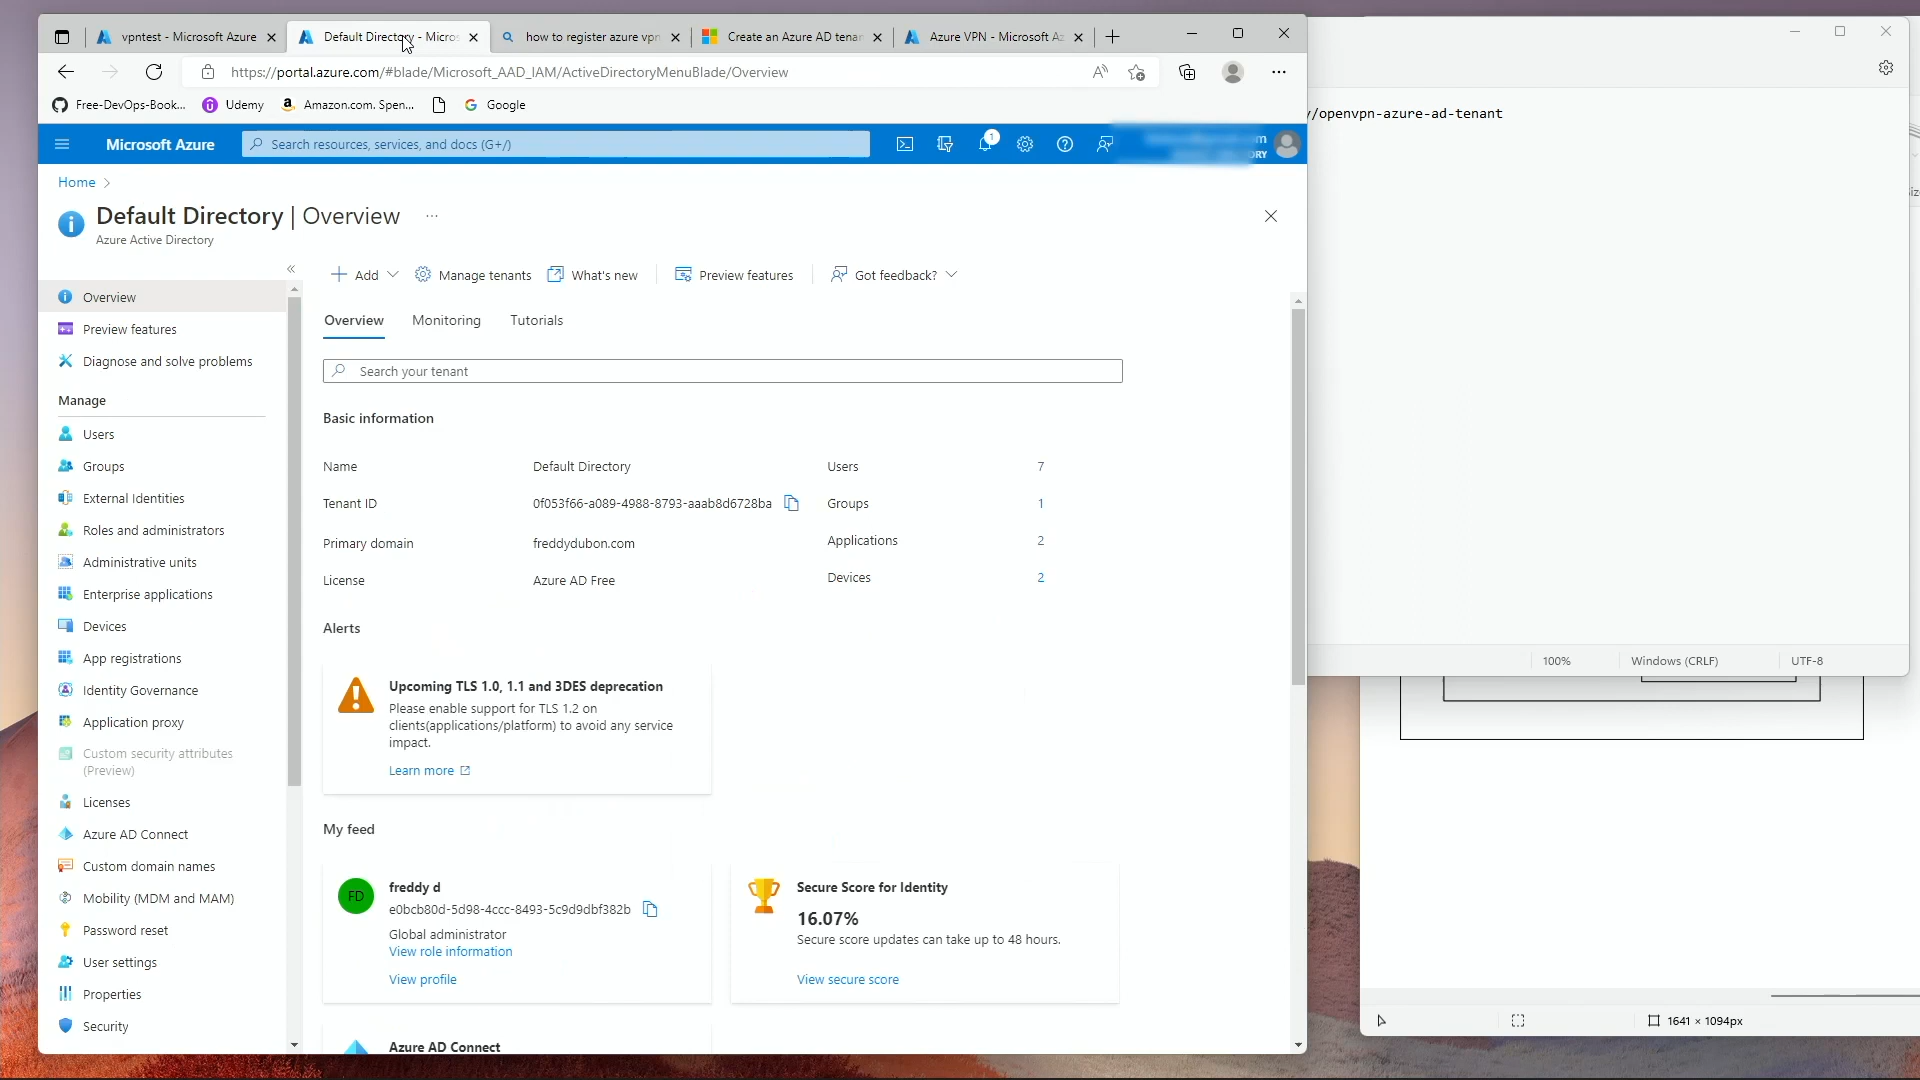 vpntest - Microsoft Azure
Default Directory - Micros
how to register azure vpn
Create an Azure AD tenan
Azure VPN - Microsoft Az
https://portal.azure.com/#blade/Microsoft_AAD_IAM/ActiveDirectoryMenuBlade/Overview
Free-DevOps-Book...
Udemy
Amazon.com. Spen...
Google
Microsoft Azure
Search resources, services, and docs (G+/)
1
Home
Default Directory | Overview
Azure Active Directory
Add
Manage tenants
What's new
Preview features
Got feedback?
Overview
Preview features
Diagnose and solve problems
Manage
Users
Groups
External Identities
Roles and administrators
Administrative units
Enterprise applications
Devices
App registrations
Identity Governance
Application proxy
Custom security attributes
(Preview)
Licenses
Azure AD Connect
Custom domain names
Mobility (MDM and MAM)
Password reset
User settings
Properties
Security
Overview
Monitoring
Tutorials
Search your tenant
Basic information
Name
Default Directory
Users
7
Tenant ID
0f053f66-a089-4988-8793-aaab8d6728ba
Groups
1
Primary domain
freddydubon.com
Applications
2
License
Azure AD Free
Devices
2
Alerts
Upcoming TLS 1.0, 1.1 and 3DES deprecation
Please enable support for TLS 1.2 on
clients(applications/platform) to avoid any service
impact.
Learn more
My feed
FD
freddy d
e0bcb80d-5d98-4ccc-8493-5c9d9dbf382b
Global administrator
View role information
View profile
Secure Score for Identity
16.07%
Secure score updates can take up to 48 hours.
View secure score
Azure AD Connect
y/openvpn-azure-ad-tenant
100%
Windows (CRLF)
UTF-8
1641 × 1094px